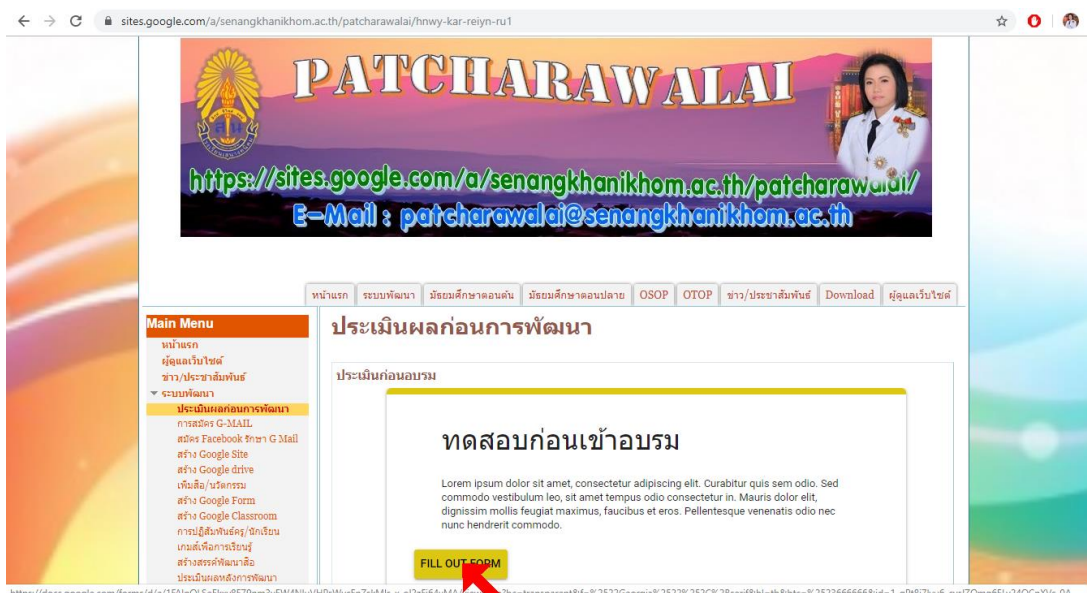 sites.google.com/a/senangkhanikhom.ac.th/patcharawalai/hnwy-kar-reiyn-ru1
PATCHARAWALAI
ส น
https://sites.google.com/a/senangkhanikhom.ac.th/patcharawalai/
E-Mail : patcharawalai@senangkhanikhom.ac.th
หน้าแรก ระบบพัฒนา มัธยมศึกษาตอนต้น มัธยมศึกษาตอนปลาย OSOP OTOP ข่าว/ประชาสัมพันธ์ Download ผู้ดูแลเว็บไซต์
Main Menu
หน้าแรก
ผู้ดูแลเว็บไซต์
ข่าว/ประชาสัมพันธ์
ระบบพัฒนา
ประเมินผลก่อนการพัฒนา
การสมัคร G-MAIL
สมัคร Facebook รักษา G Mail
สร้าง Google Site
สร้าง Google drive
เพิ่มสื่อ/นวัตกรรม
สร้าง Google Form
สร้าง Google Classroom
การปฏิสัมพันธ์ครู/นักเรียน
เกมส์เพื่อการเรียนรู้
สร้างสรรค์พัฒนาสื่อ
ประเมินผลหลังการพัฒนา
ประเมินผลก่อนการพัฒนา
ประเมินก่อนอบรม
ทดสอบก่อนเข้าอบรม
Lorem ipsum dolor sit amet, consectetur adipiscing elit. Curabitur quis sem odio. Sed
commodo vestibulum leo, sit amet tempus odio consectetur in. Mauris dolor elit,
dignissim mollis feugiat maximus, faucibus et eros. Pellentesque venenatis odio nec
nunc hendrerit commodo.
FILL OUT FORM